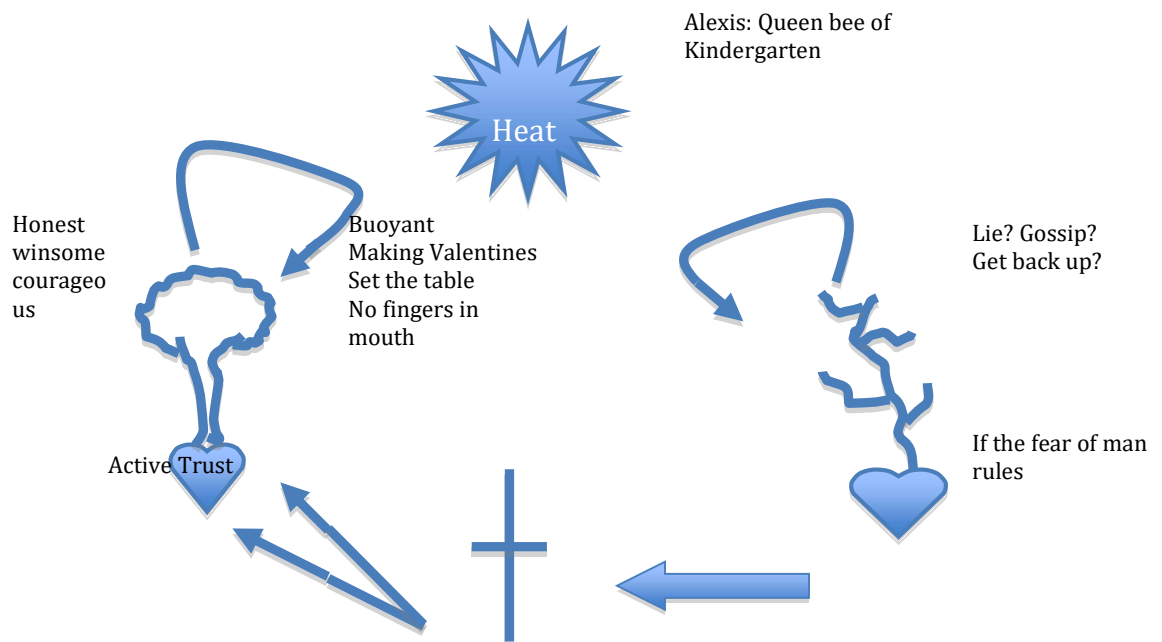 Alexis: Queen bee of
Kindergarten
Heat
Honest
winsome
courageo
us
Buoyant
Making Valentines
Set the table
No fingers in
mouth
Lie? Gossip?
Get back up?
Active Trust
If the fear of man
rules